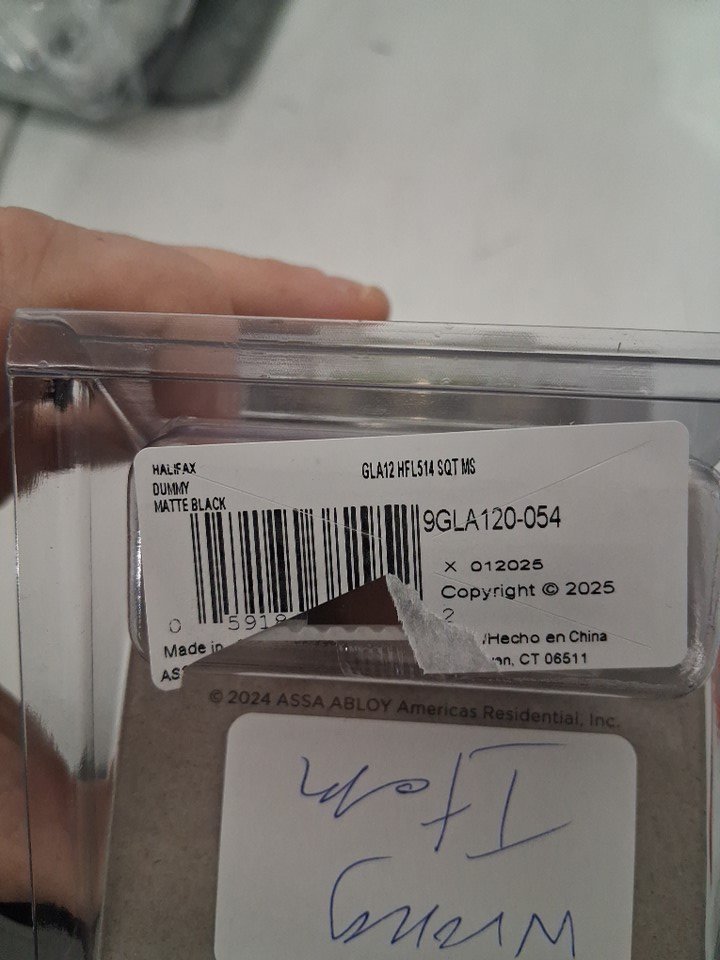 HALIFAX
DUMMY
MATTE BLACK
GLA12 HFL514 SQT MS
9GLA120-054
X 012025
Copyright © 2025
0 5918 2
Made in /Hecho en China
CT 06511
© 2024 ASSA ABLOY Americas Residential, Inc.
Wrong
Item